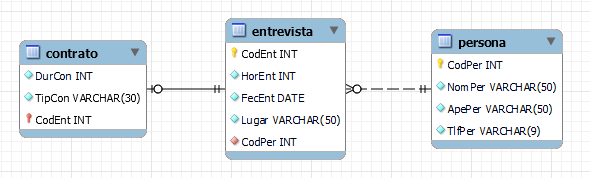 contrato
DurCon INT
TipCon VARCHAR(30)
CodEnt INT
entrevista
CodEnt INT
HorEnt INT
FecEnt DATE
Lugar VARCHAR(50)
CodPer INT
persona
CodPer INT
NomPer VARCHAR(50)
ApePer VARCHAR(50)
TlfPer VARCHAR(9)